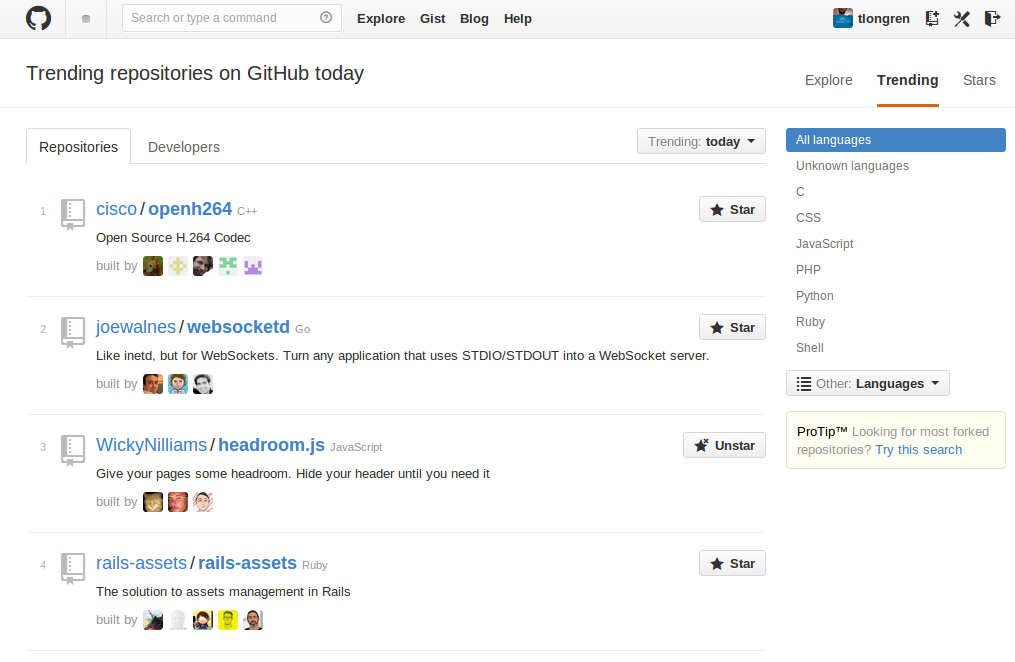 Search or type a command
Explore Gist Blog Help
tlongren
Trending repositories on GitHub today
Explore Trending Stars
Repositories Developers
Trending: today
1 cisco/openh264 C++
Star
Open Source H.264 Codec
built by
2 joewalnes/websocketd Go
Star
Like inetd, but for WebSockets. Turn any application that uses STDIO/STDOUT into a WebSocket server.
built by
3 WickyNilliams/headroom.js JavaScript
Unstar
Give your pages some headroom. Hide your header until you need it
built by
4 rails-assets/rails-assets Ruby
Star
The solution to assets management in Rails
built by
All languages
Unknown languages
C
CSS
JavaScript
PHP
Python
Ruby
Shell
Other: Languages
ProTip™ Looking for most forked
repositories? Try this search